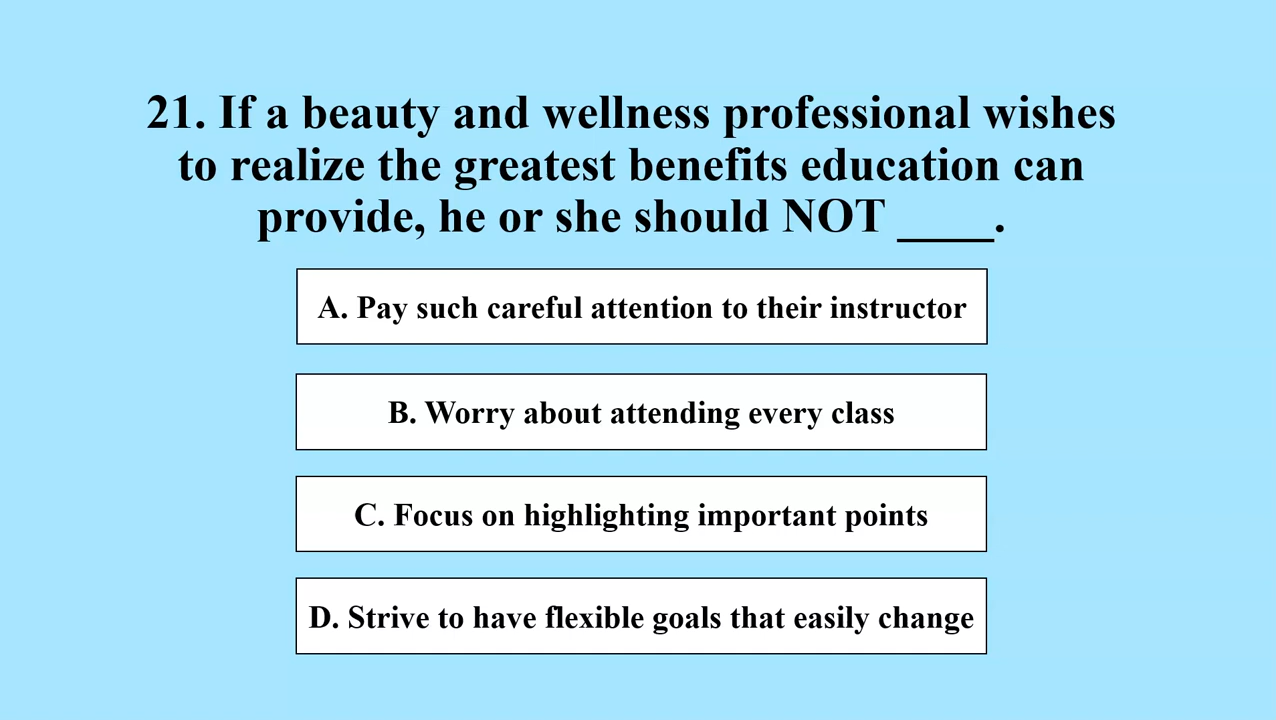 21. If a beauty and wellness professional wishes
to realize the greatest benefits education can
provide, he or she should NOT ____.
A. Pay such careful attention to their instructor
B. Worry about attending every class
C. Focus on highlighting important points
D. Strive to have flexible goals that easily change